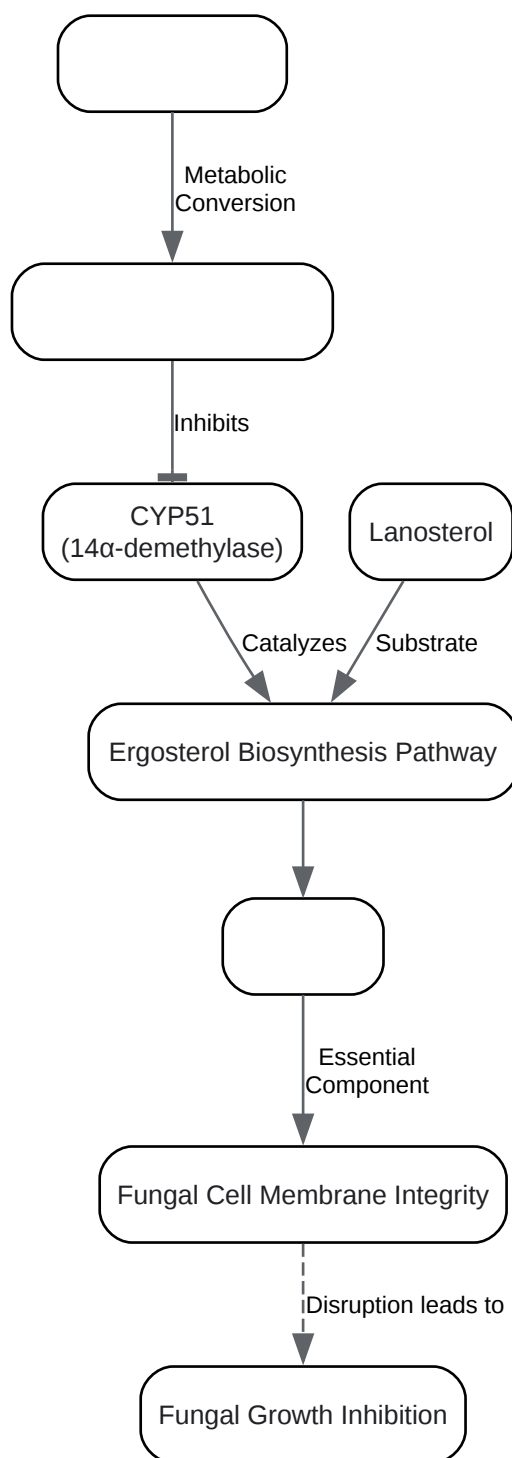 Metabolic
Conversion
Inhibits
CYP51
(14α-demethylase)
Lanosterol
Catalyzes
Substrate
Ergosterol Biosynthesis Pathway
Essential
Component
Fungal Cell Membrane Integrity
Disruption leads to
Fungal Growth Inhibition